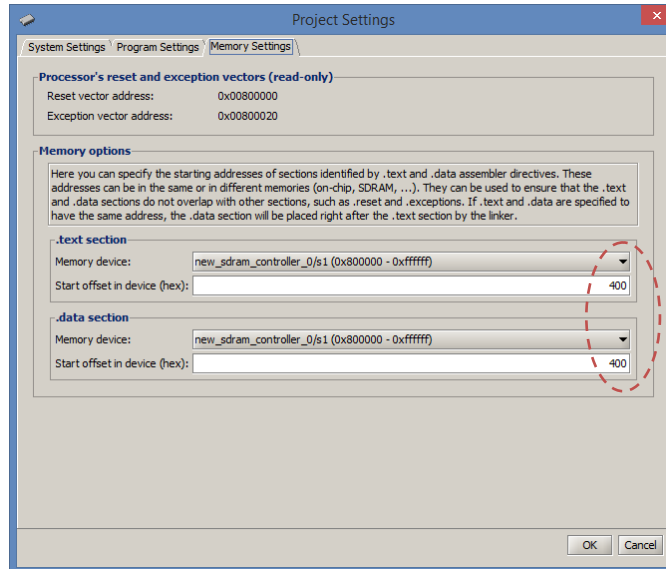 Project Settings
System Settings Program Settings Memory Settings
Processor's reset and exception vectors (read-only)
Reset vector address: 0x00800000
Exception vector address: 0x00800020
Memory options
Here you can specify the starting addresses of sections identified by .text and .data assembler directives. These
addresses can be in the same or in different memories (on-chip, SDRAM, ...). They can be used to ensure that the .text
and .data sections do not overlap with other sections, such as .reset and .exceptions. If .text and .data are specified to
have the same address, the .data section will be placed right after the .text section by the linker.
.text section
Memory device: new_sdram_controller_0/s1 (0x800000 - 0xffffff)
Start offset in device (hex): 400
.data section
Memory device: new_sdram_controller_0/s1 (0x800000 - 0xffffff)
Start offset in device (hex): 400
OK Cancel